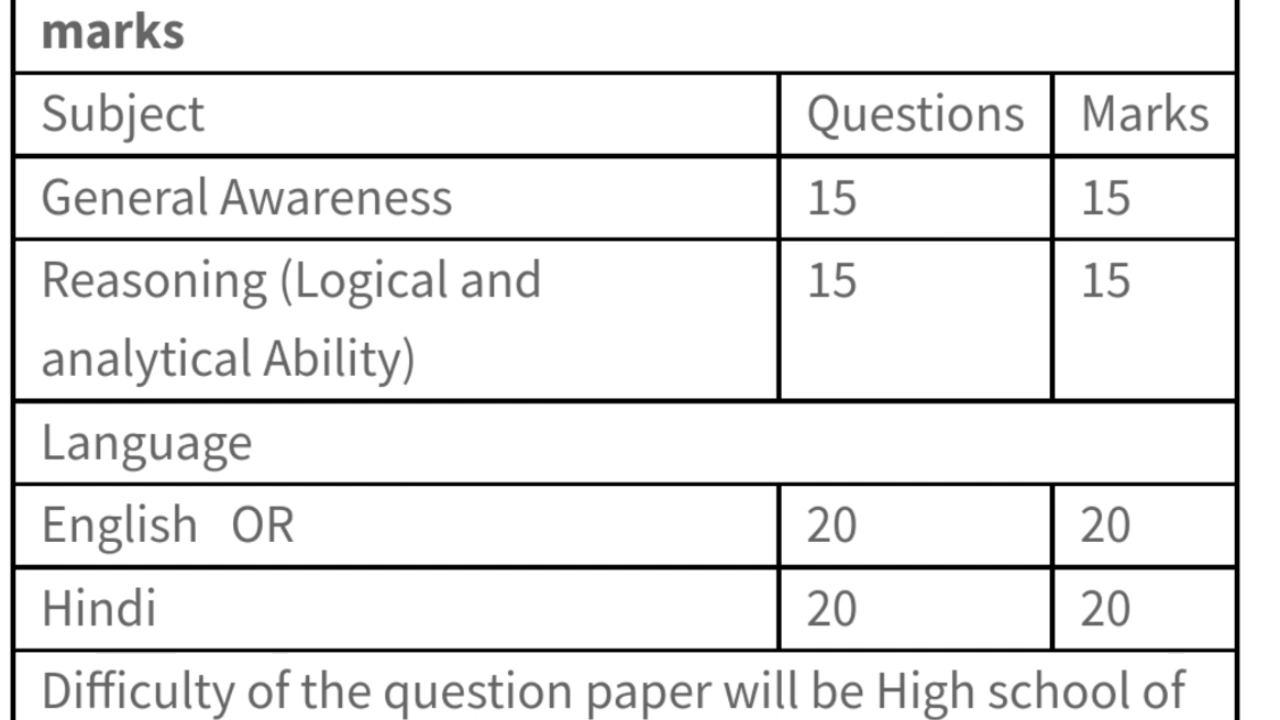 marks
Subject Questions Marks
General Awareness 15 15
Reasoning (Logical and 15 15
analytical Ability)
Language
English OR 20 20
Hindi 20 20
Difficulty of the question paper will be High school of